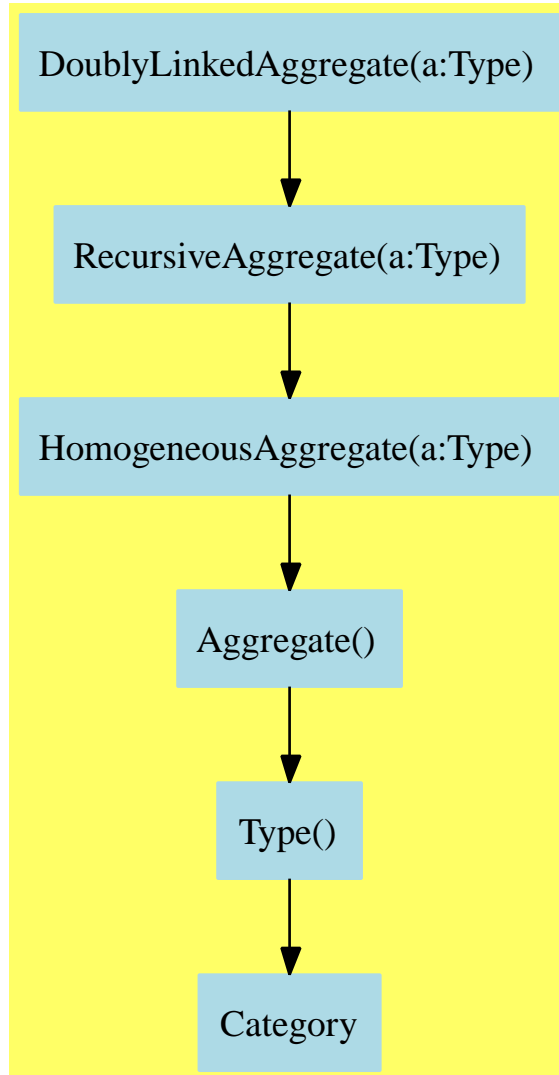 DoublyLinkedAggregate(a:Type)
RecursiveAggregate(a:Type)
HomogeneousAggregate(a:Type)
Aggregate()
Type()
Category